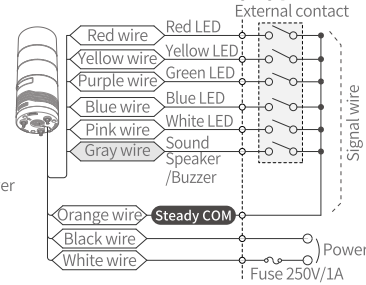 External contact
Red wire Red LED
Yellow wire Yellow LED
Purple wire Green LED
Blue wire Blue LED
Pink wire White LED
Gray wire Sound
Speaker
/Buzzer
Signal wire
er
Orange wire Steady COM
Black wire
White wire
Power
Fuse 250V/1A